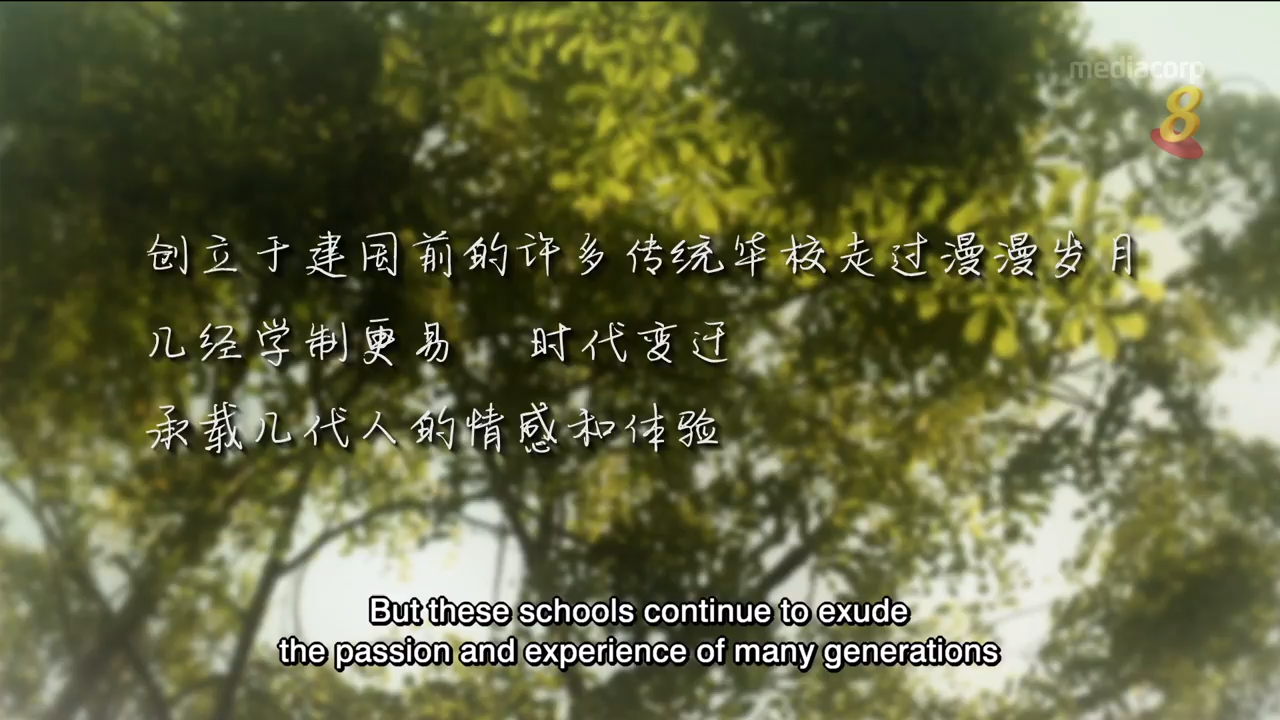 mediacorp
8
创立于建国前的许多传统华校走过漫漫岁月
几经学制更易 时代变迁
承载几代人的情感和体验
But these schools continue to exude
the passion and experience of many generations